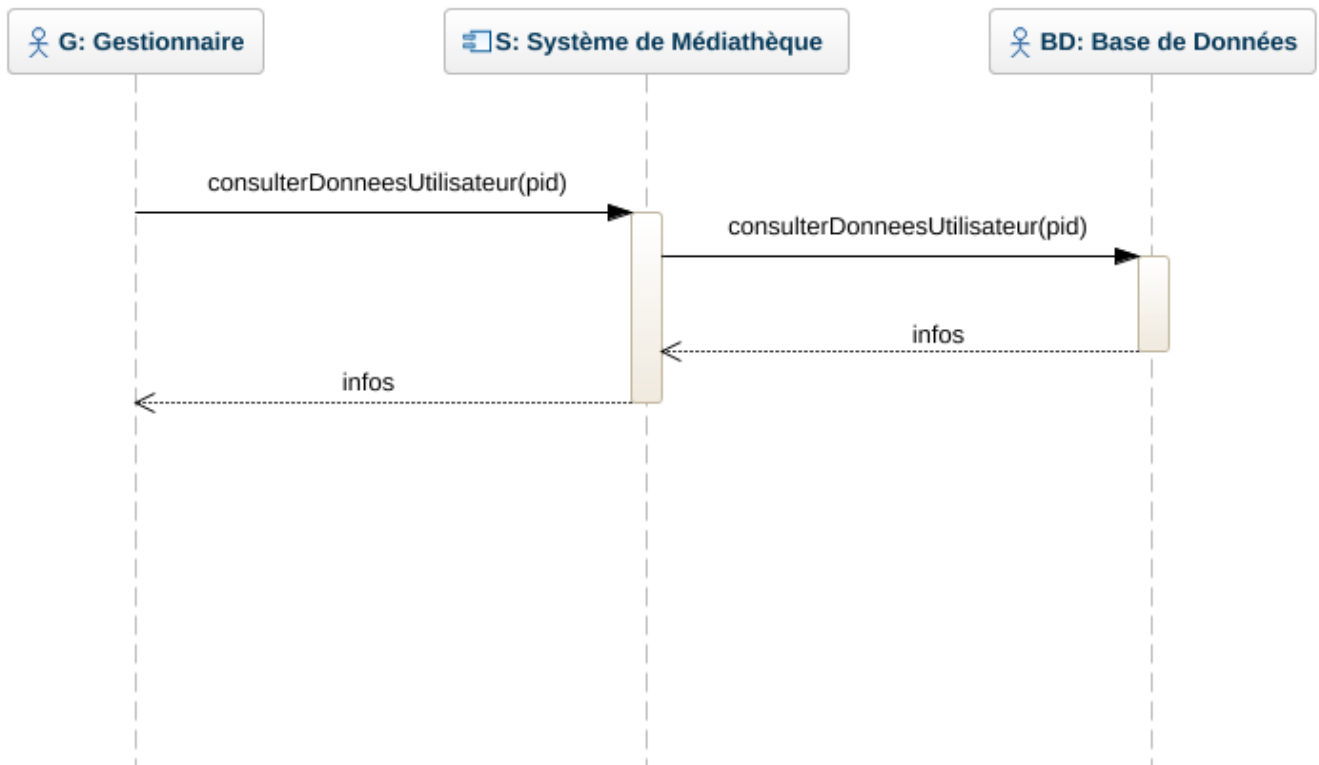 G: Gestionnaire
S: Système de Médiathèque
BD: Base de Données
consulterDonneesUtilisateur(pid)
consulterDonneesUtilisateur(pid)
infos
infos